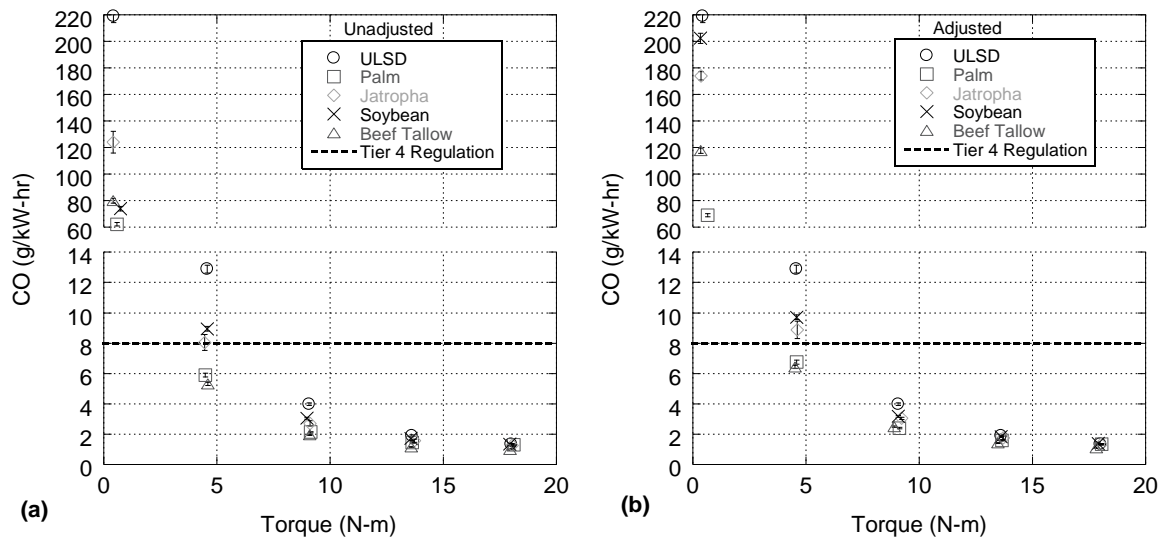 Unadjusted
ULSD
Palm
Jatropha
Soybean
Beef Tallow
Tier 4 Regulation
220
200
180
160
140
120
100
80
60
14
12
10
8
6
4
2
0
CO (g/kW-hr)
0 5 10 15 20
Torque (N-m)
(a)
Adjusted
ULSD
Palm
Jatropha
Soybean
Beef Tallow
Tier 4 Regulation
220
200
180
160
140
120
100
80
60
14
12
10
8
6
4
2
0
CO (g/kW-hr)
0 5 10 15 20
Torque (N-m)
(b)